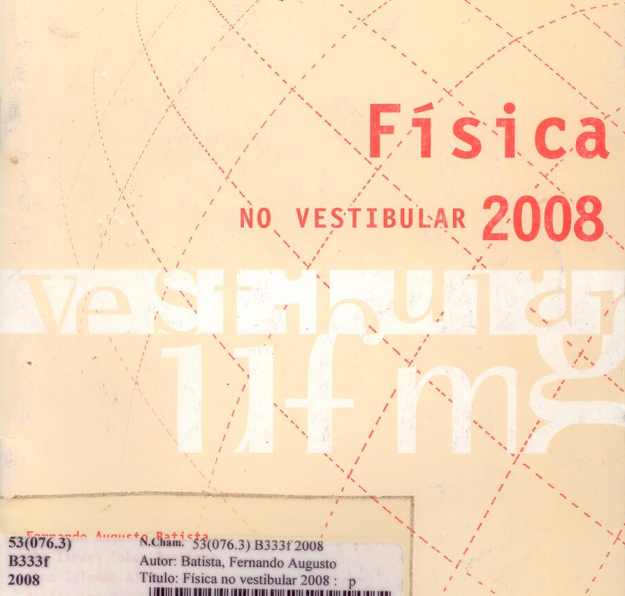 Física
NO VESTIBULAR 2008
vestibular
ufmg
Fernando Augusto Batista
53(076.3)
B333f
2008
N.Cham. 53(076.3) B333f 2008
Autor: Batista, Fernando Augusto
Título: Física no vestibular 2008 : p